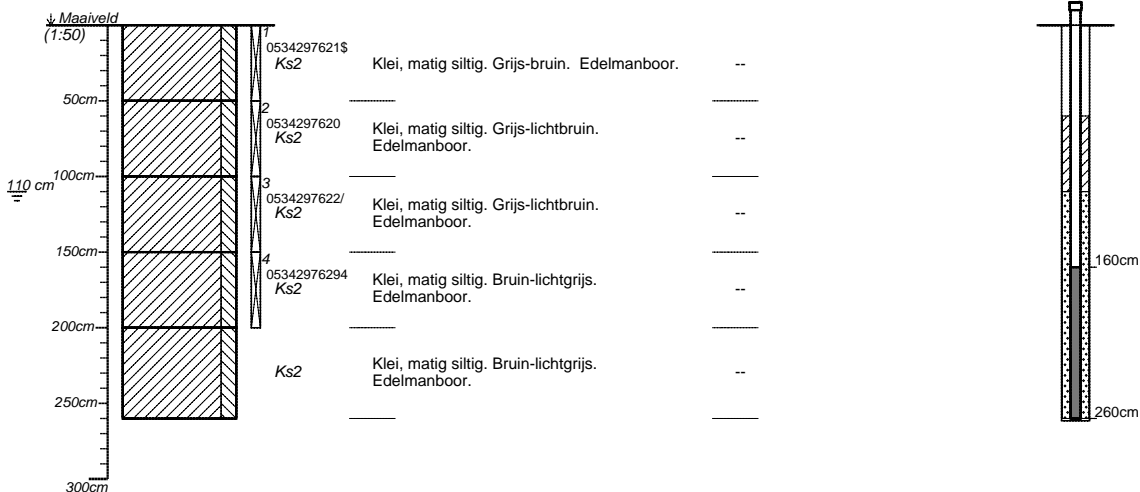 Maaiveld
(1:50)
1
0534297621$
Ks2 Klei, matig siltig. Grijs-bruin. Edelmanboor. --
50cm
2
0534297620
Ks2 Klei, matig siltig. Grijs-lichtbruin.
Edelmanboor. --
100cm
110 cm
3
0534297622/
Ks2 Klei, matig siltig. Grijs-lichtbruin.
Edelmanboor. --
150cm
4
05342976294
Ks2 Klei, matig siltig. Bruin-lichtgrijs.
Edelmanboor. --
160cm
200cm
Ks2 Klei, matig siltig. Bruin-lichtgrijs.
Edelmanboor. --
250cm
260cm
300cm